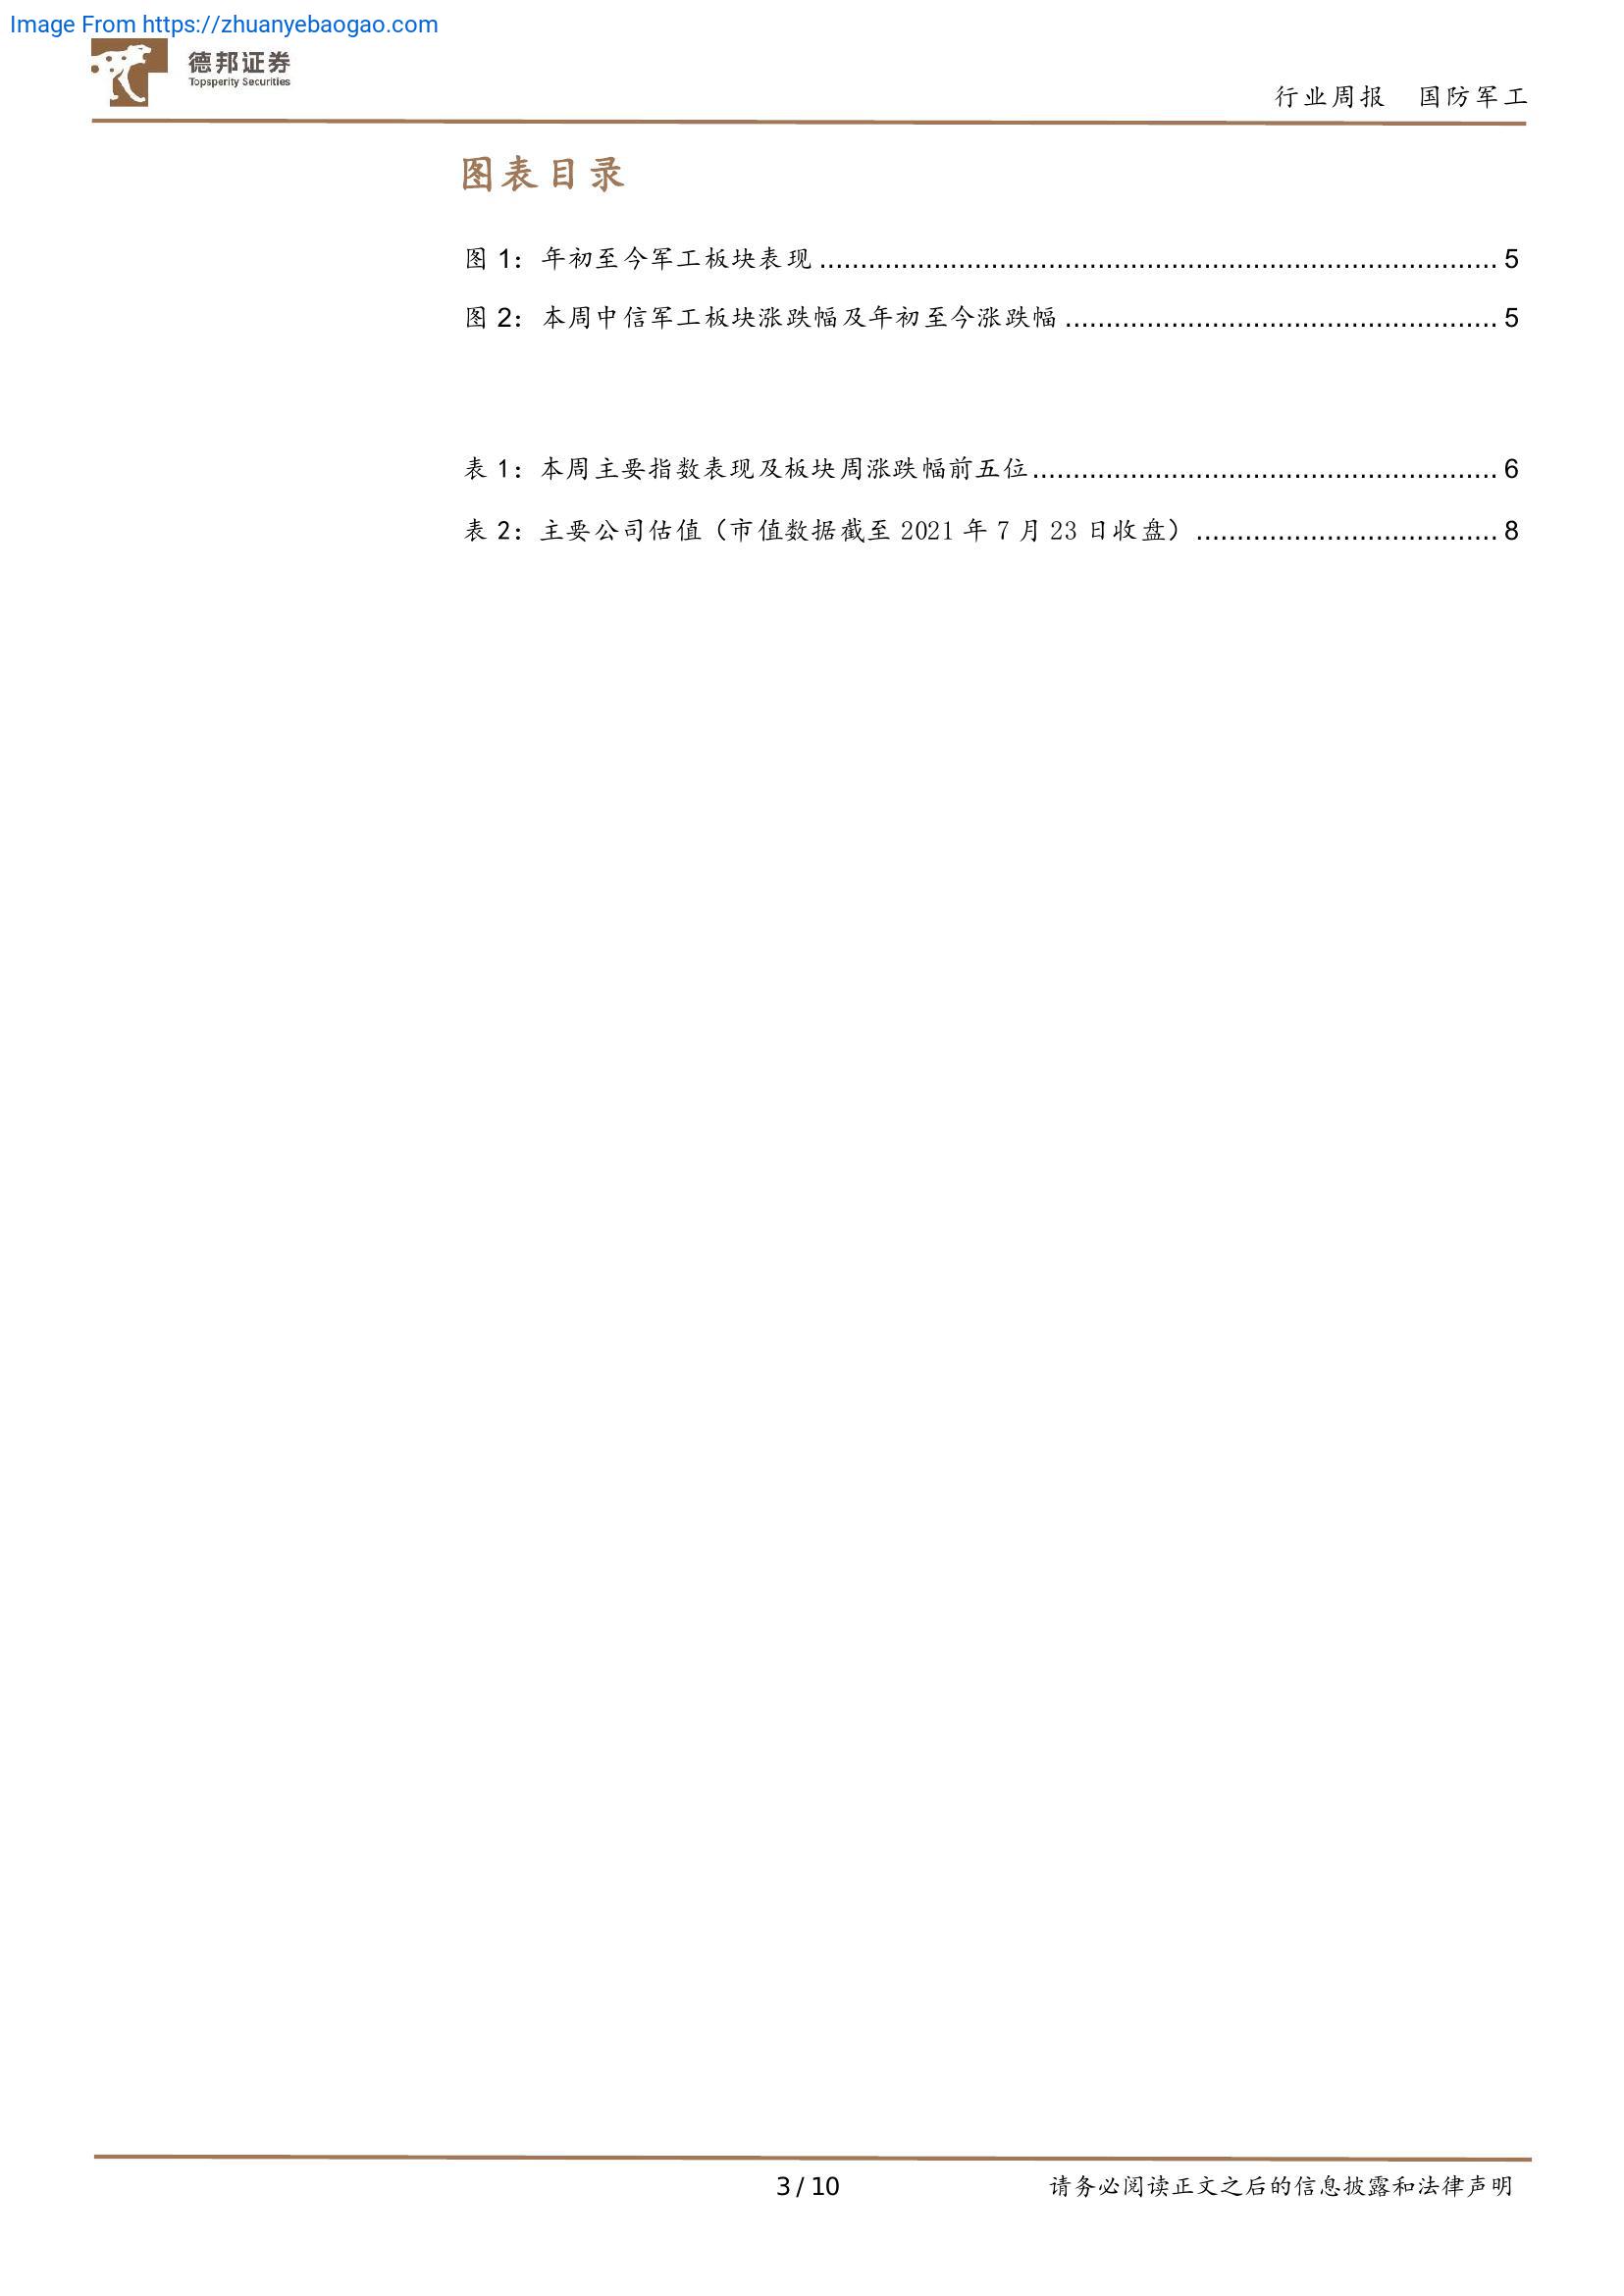 Image From https://zhuanyebaogao.com
德邦证券
Topsperity Securities
行业周报 国防军工
图表目录
图 1：年初至今军工板块表现 .................................................................................... 5
图 2：本周中信军工板块涨跌幅及年初至今涨跌幅 ..................................................... 5
表 1：本周主要指数表现及板块周涨跌幅前五位 ......................................................... 6
表 2：主要公司估值（市值数据截至 2021 年 7 月 23 日收盘） ..................................... 8
3 / 10
请务必阅读正文之后的信息披露和法律声明